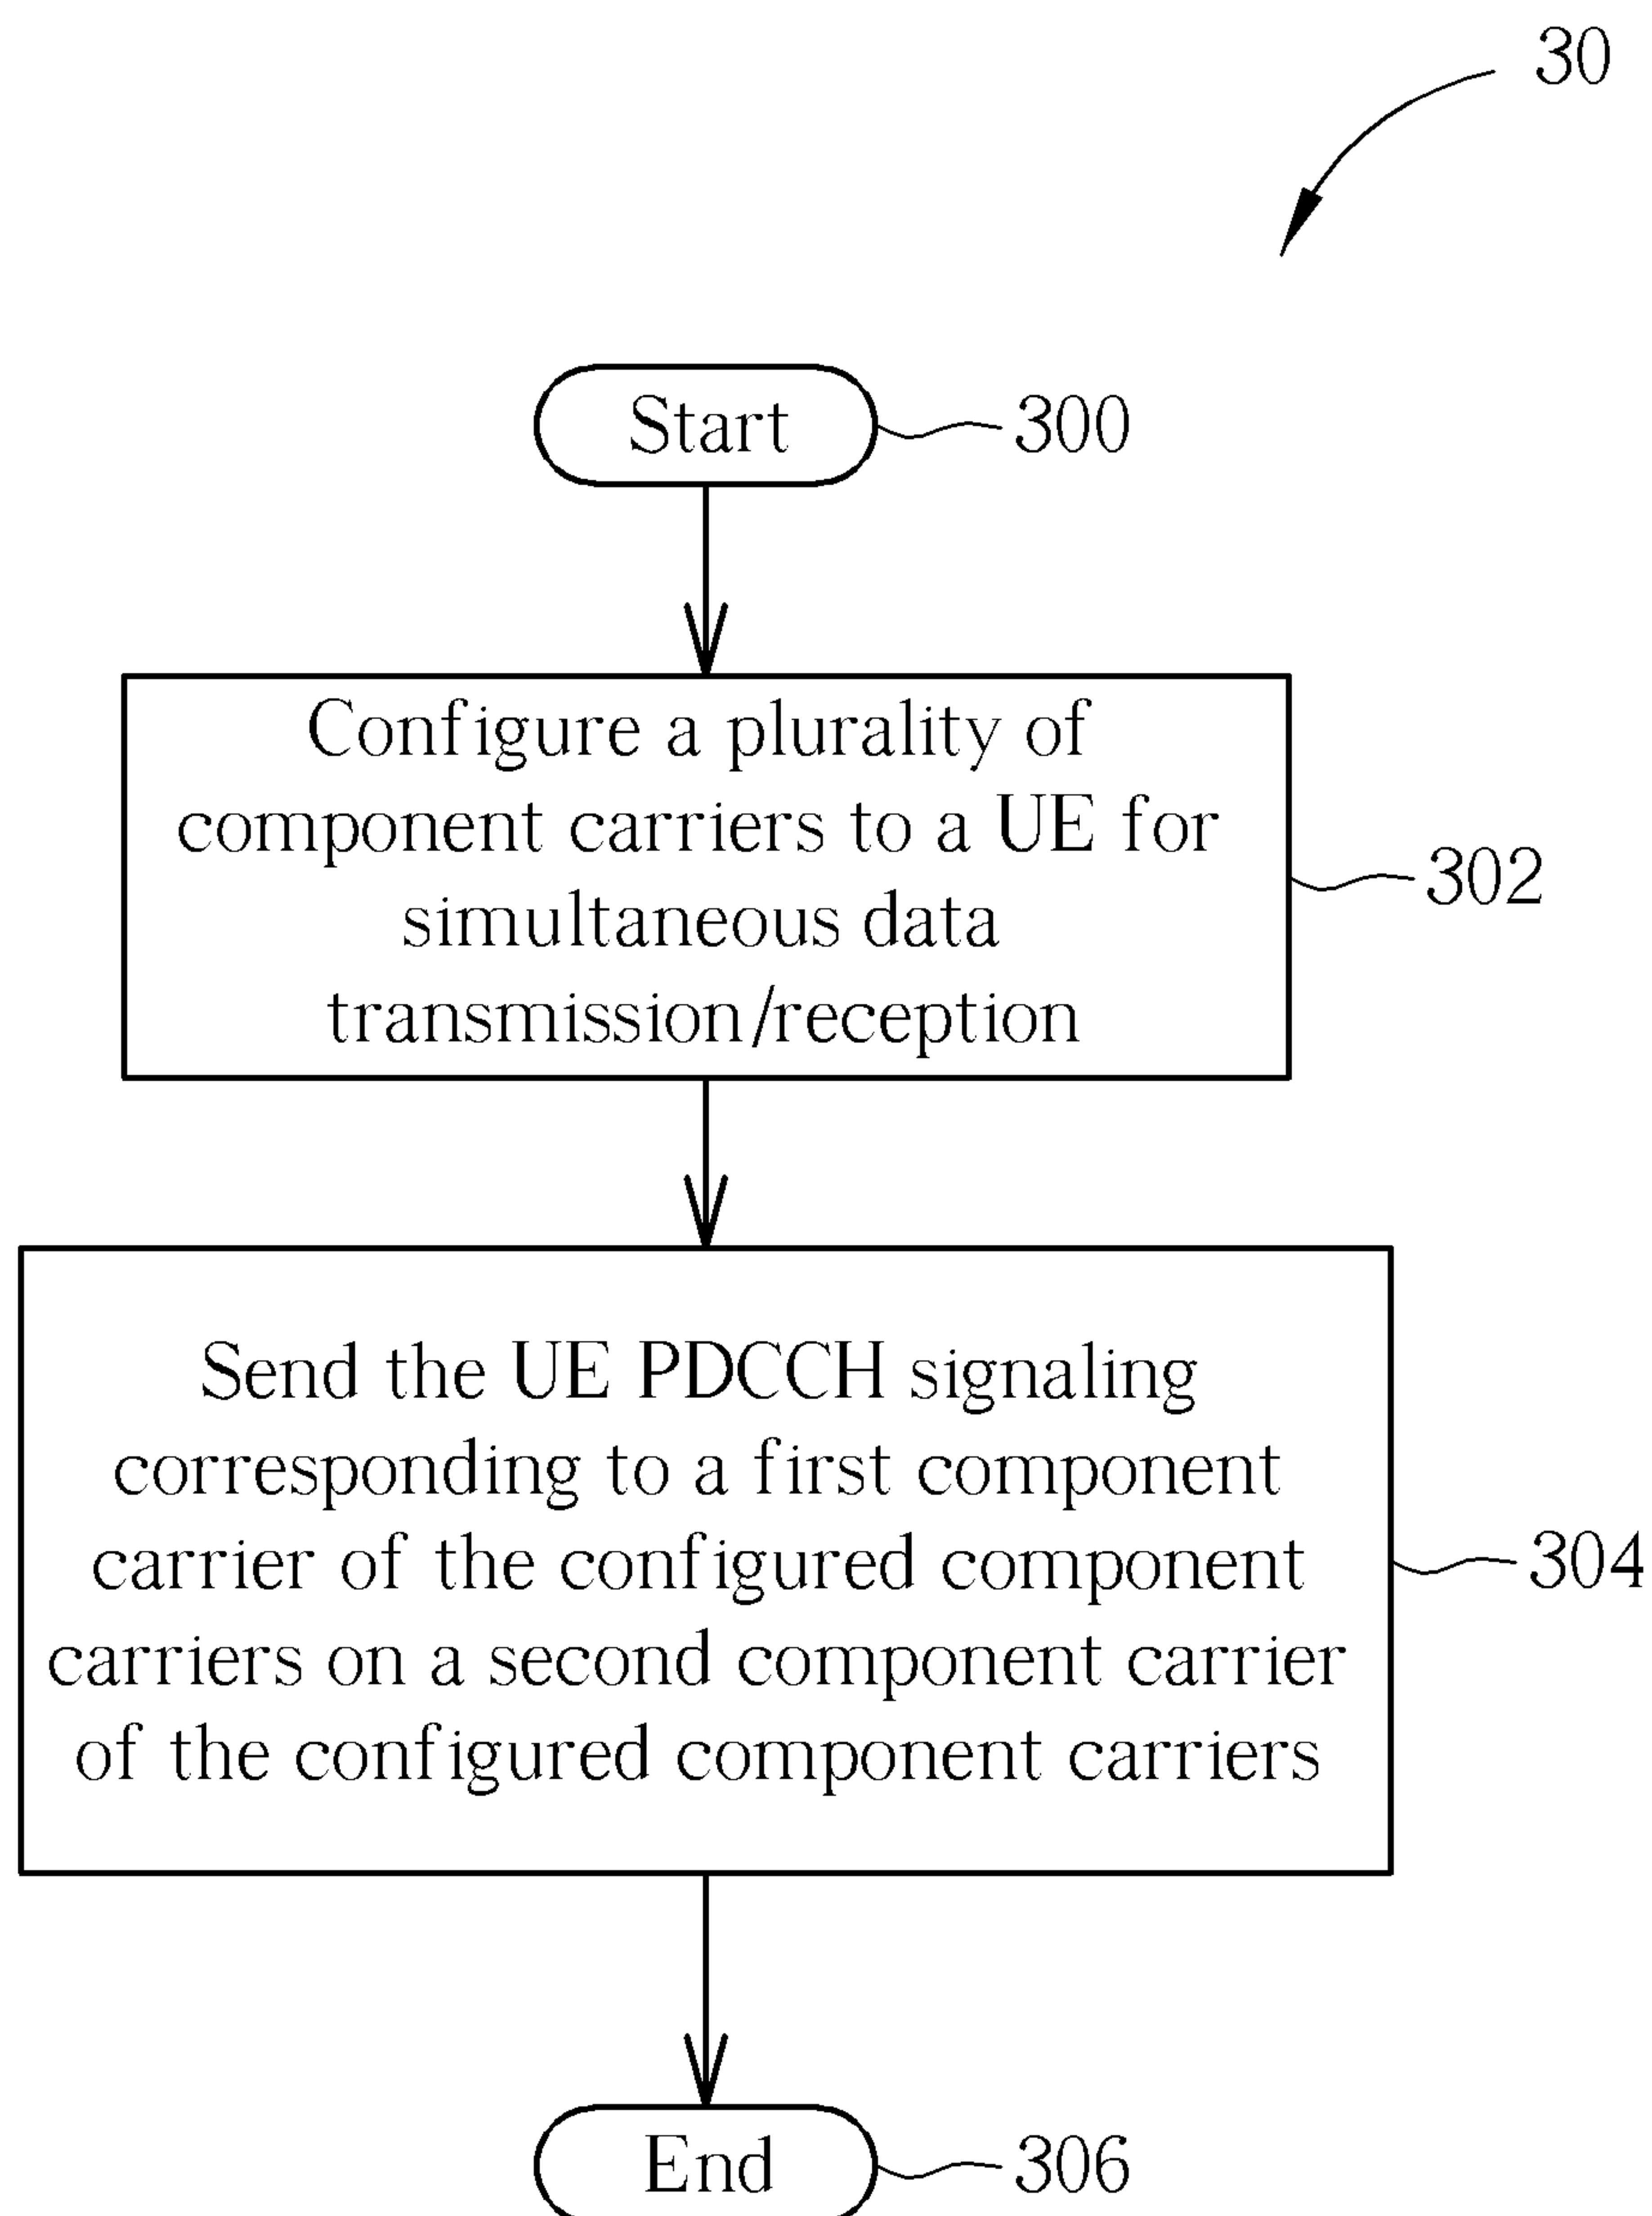 30
Start
300
Configure a plurality of
component carriers to a UE for
simultaneous data
transmission/reception
302
Send the UE PDCCH signaling
corresponding to a first component
carrier of the configured component
carriers on a second component carrier
of the configured component carriers
304
End
306